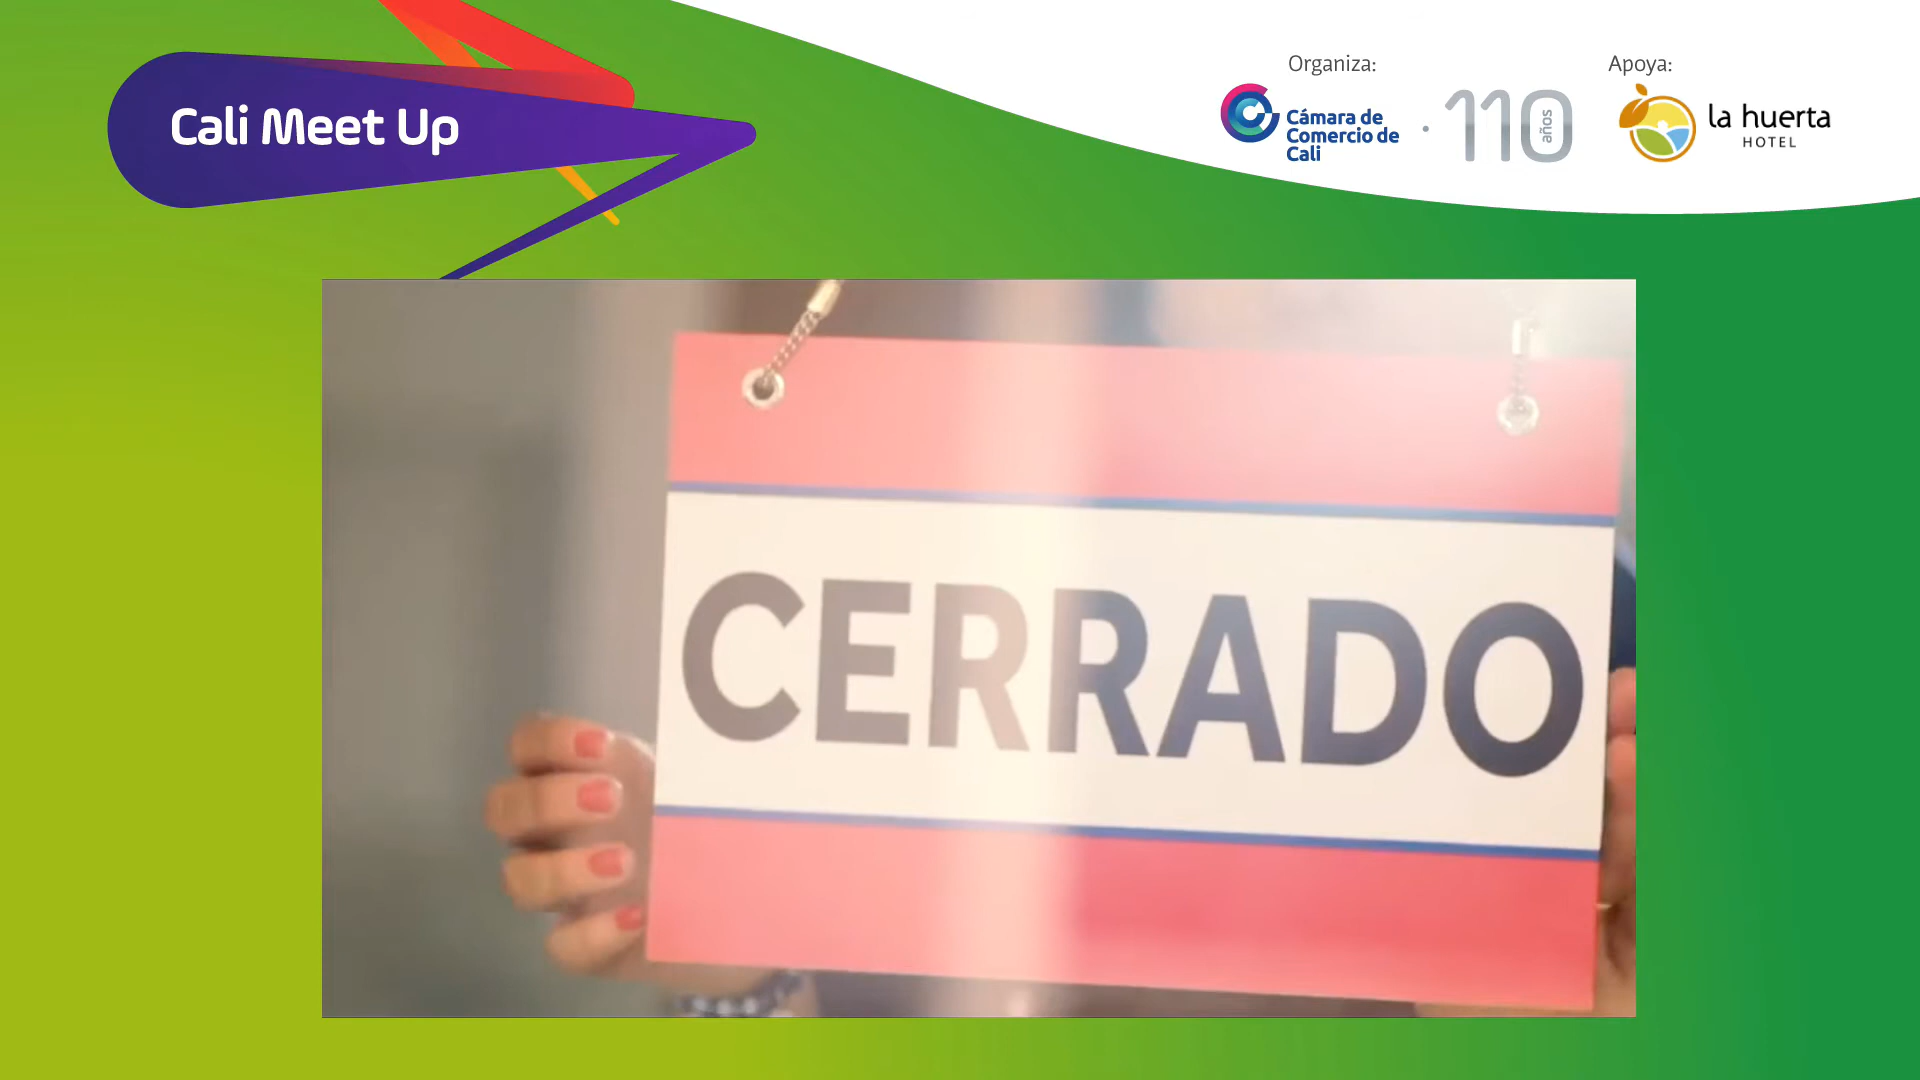 Cali Meet Up
Organiza:
Cámara de
Comercio de
Cali
110
años
Apoya:
la huerta
HOTEL
CERRADO